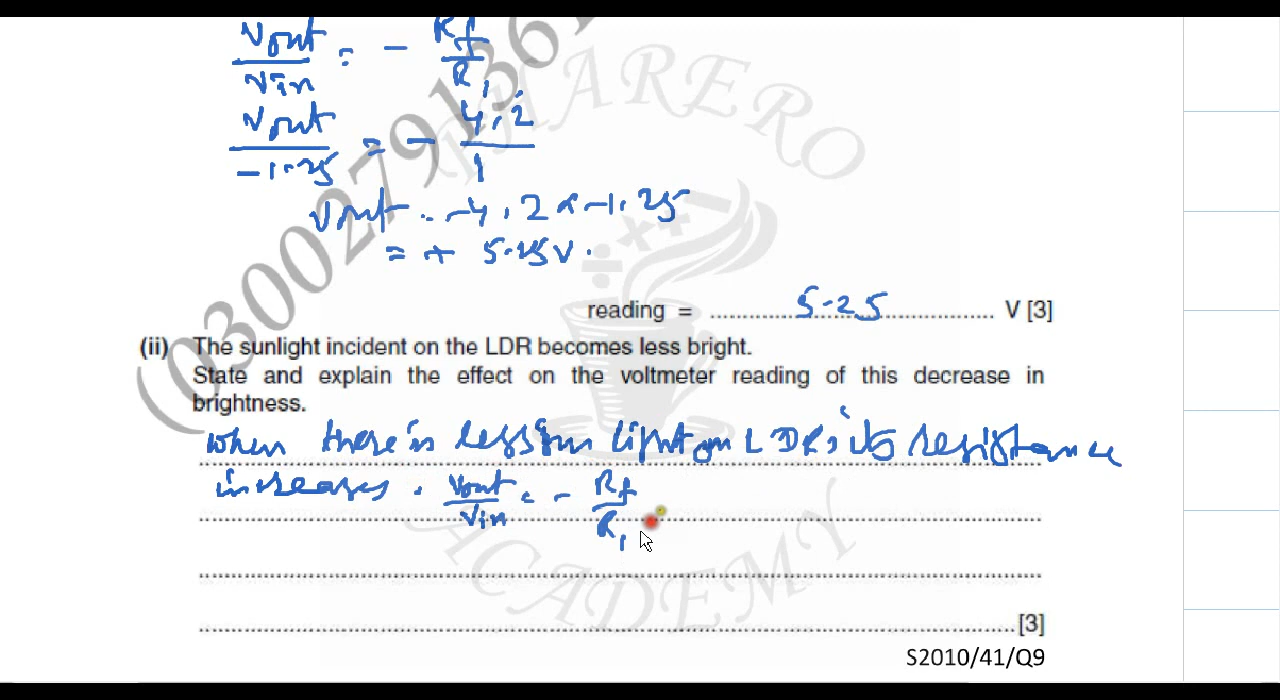 Vout = - Rf
Vin R1
Vout = - 4.2
-1.25 1
Vout = -4.2 x -1.25
= + 5.25V.
reading = 5-25 V [3]
(ii) The sunlight incident on the LDR becomes less bright.
State and explain the effect on the voltmeter reading of this decrease in
brightness.
when there is less sun light on LDR, its resistance
increases. Vout = - Rf
Vin R1
[3]
S2010/41/Q9
KHARERO
ACADEMY